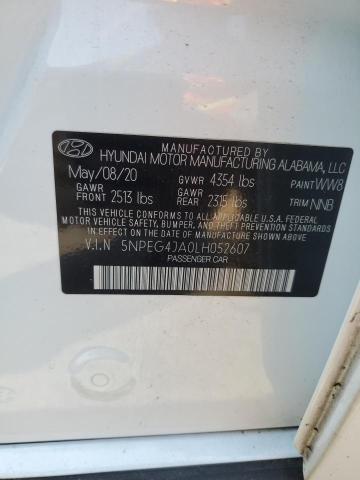 MANUFACTURED BY
HYUNDAI MOTOR MANUFACTURING ALABAMA, LLC
May/08/20 GVWR 4354 lbs PAINT WW8
GAWR FRONT 2513 lbs GAWR REAR 2315 lbs TRIM NNB
THIS VEHICLE CONFORMS TO ALL APPLICABLE U.S. FEDERAL
MOTOR VEHICLE SAFETY, BUMPER, AND THEFT PREVENTION STANDARDS
IN EFFECT ON THE DATE OF MANUFACTURE SHOWN ABOVE.
V.I.N 5NPEG4JA0LH052607
PASSENGER CAR